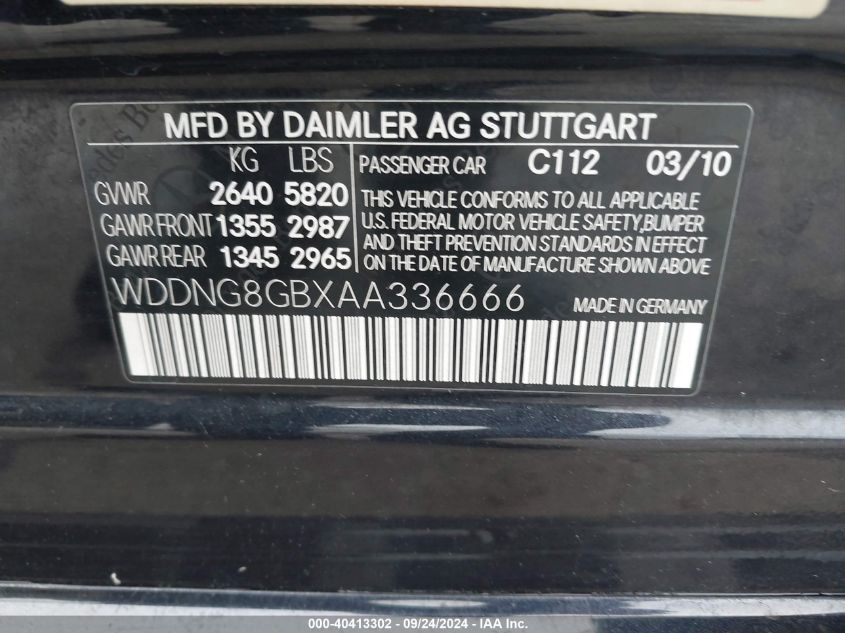 MFD BY DAIMLER AG STUTTGART
KG LBS
GVWR 2640 5820
GAWR FRONT 1355 2987
GAWR REAR 1345 2965
PASSENGER CAR C112 03/10
THIS VEHICLE CONFORMS TO ALL APPLICABLE
U.S. FEDERAL MOTOR VEHICLE SAFETY,BUMPER
AND THEFT PREVENTION STANDARDS IN EFFECT
ON THE DATE OF MANUFACTURE SHOWN ABOVE
WDDNG8GBXAA336666
MADE IN GERMANY
000-40413302 - 09/24/2024 - IAA Inc.